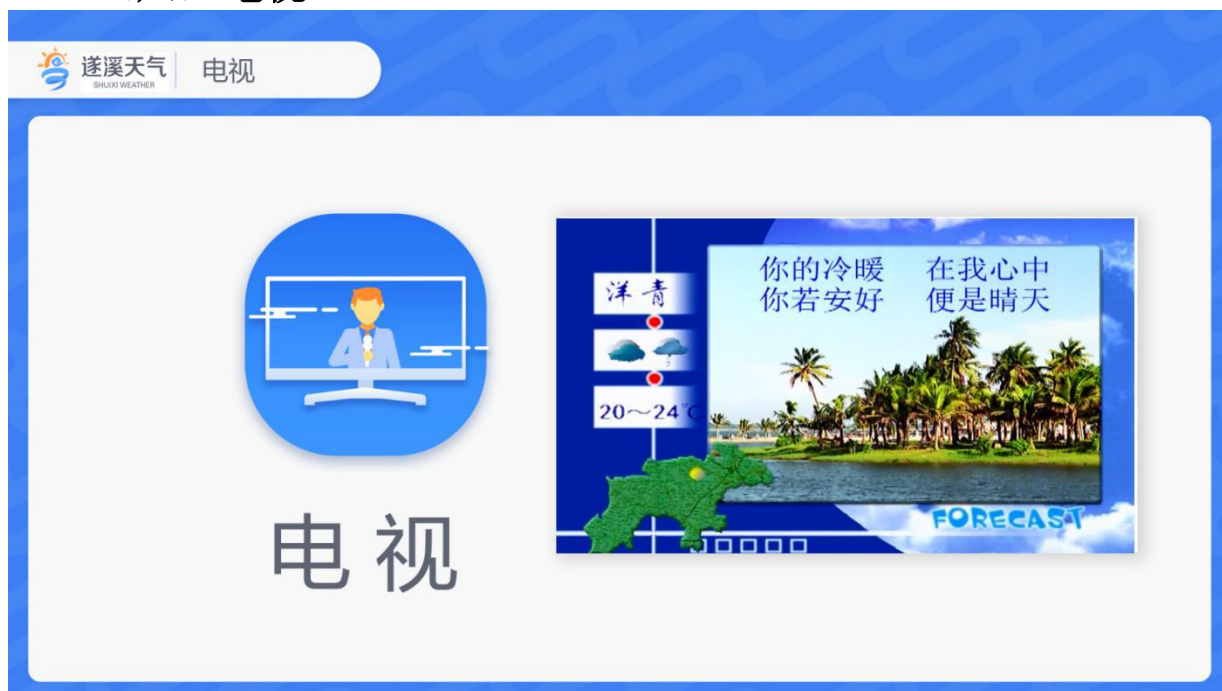 遂溪天气
SHUIXI WEATHER
电视
电视
你的冷暖 在我心中
你若安好 便是晴天
洋青
20～24℃
FORECAST